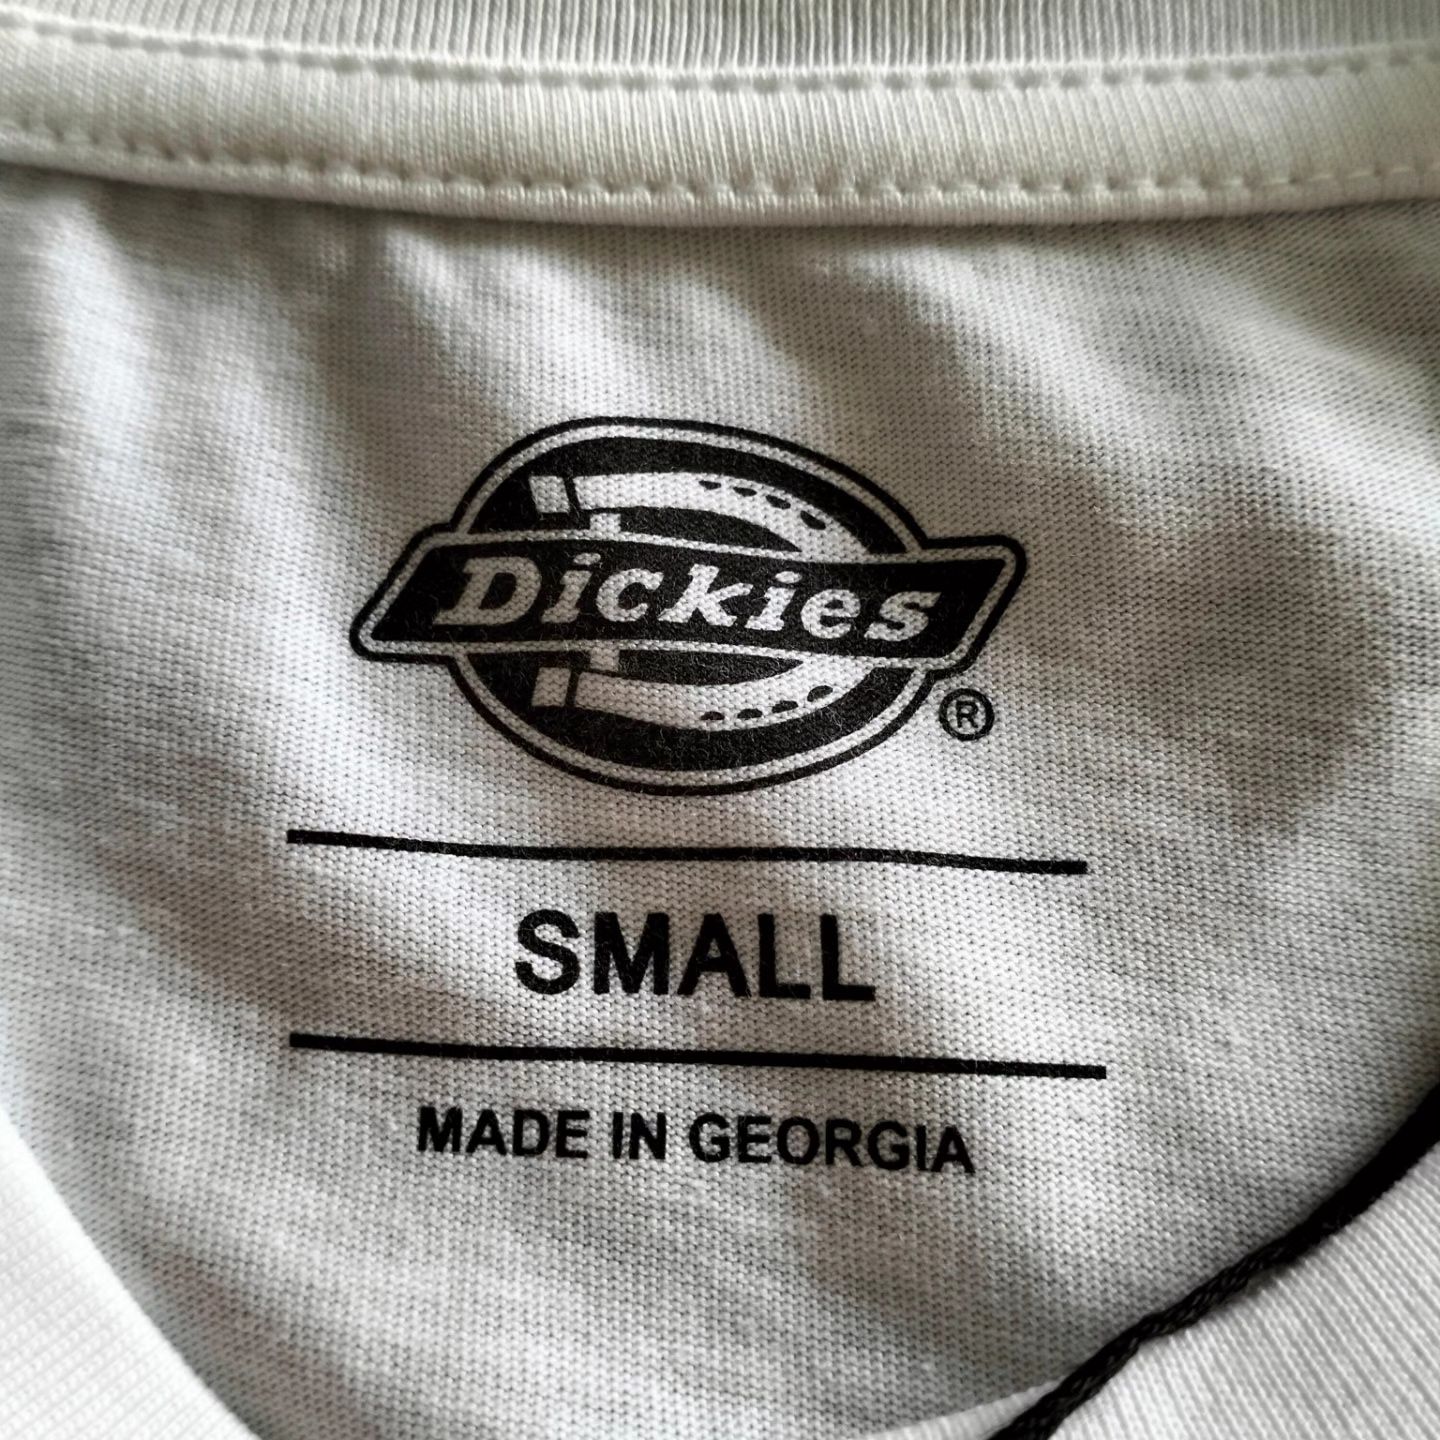 Dickies
®
SMALL
MADE IN GEORGIA